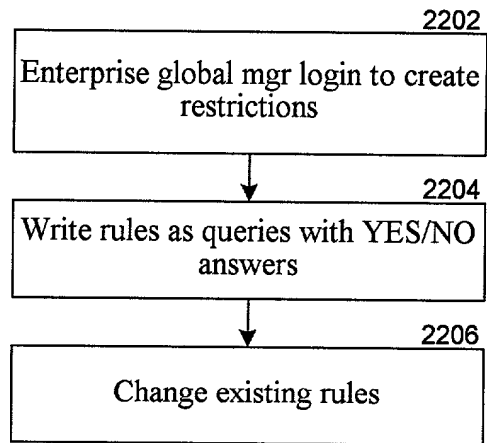 2202
Enterprise global mgr login to create
restrictions
2204
Write rules as queries with YES/NO
answers
2206
Change existing rules